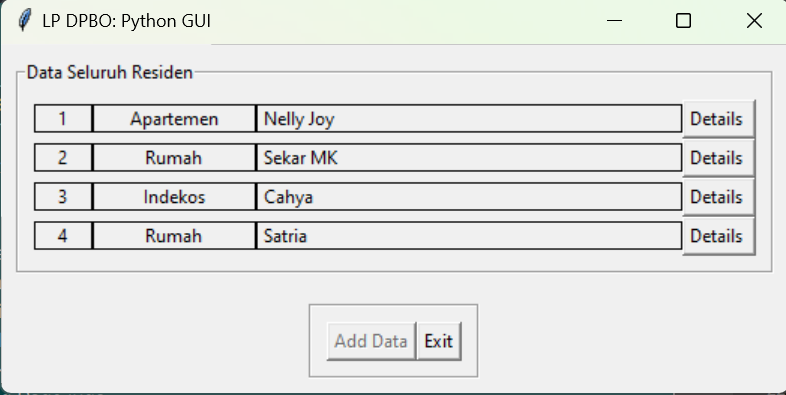 LP DPBO: Python GUI
Data Seluruh Residen
1 Apartemen Nelly Joy Details
2 Rumah Sekar MK Details
3 Indekos Cahya Details
4 Rumah Satria Details
Add Data Exit